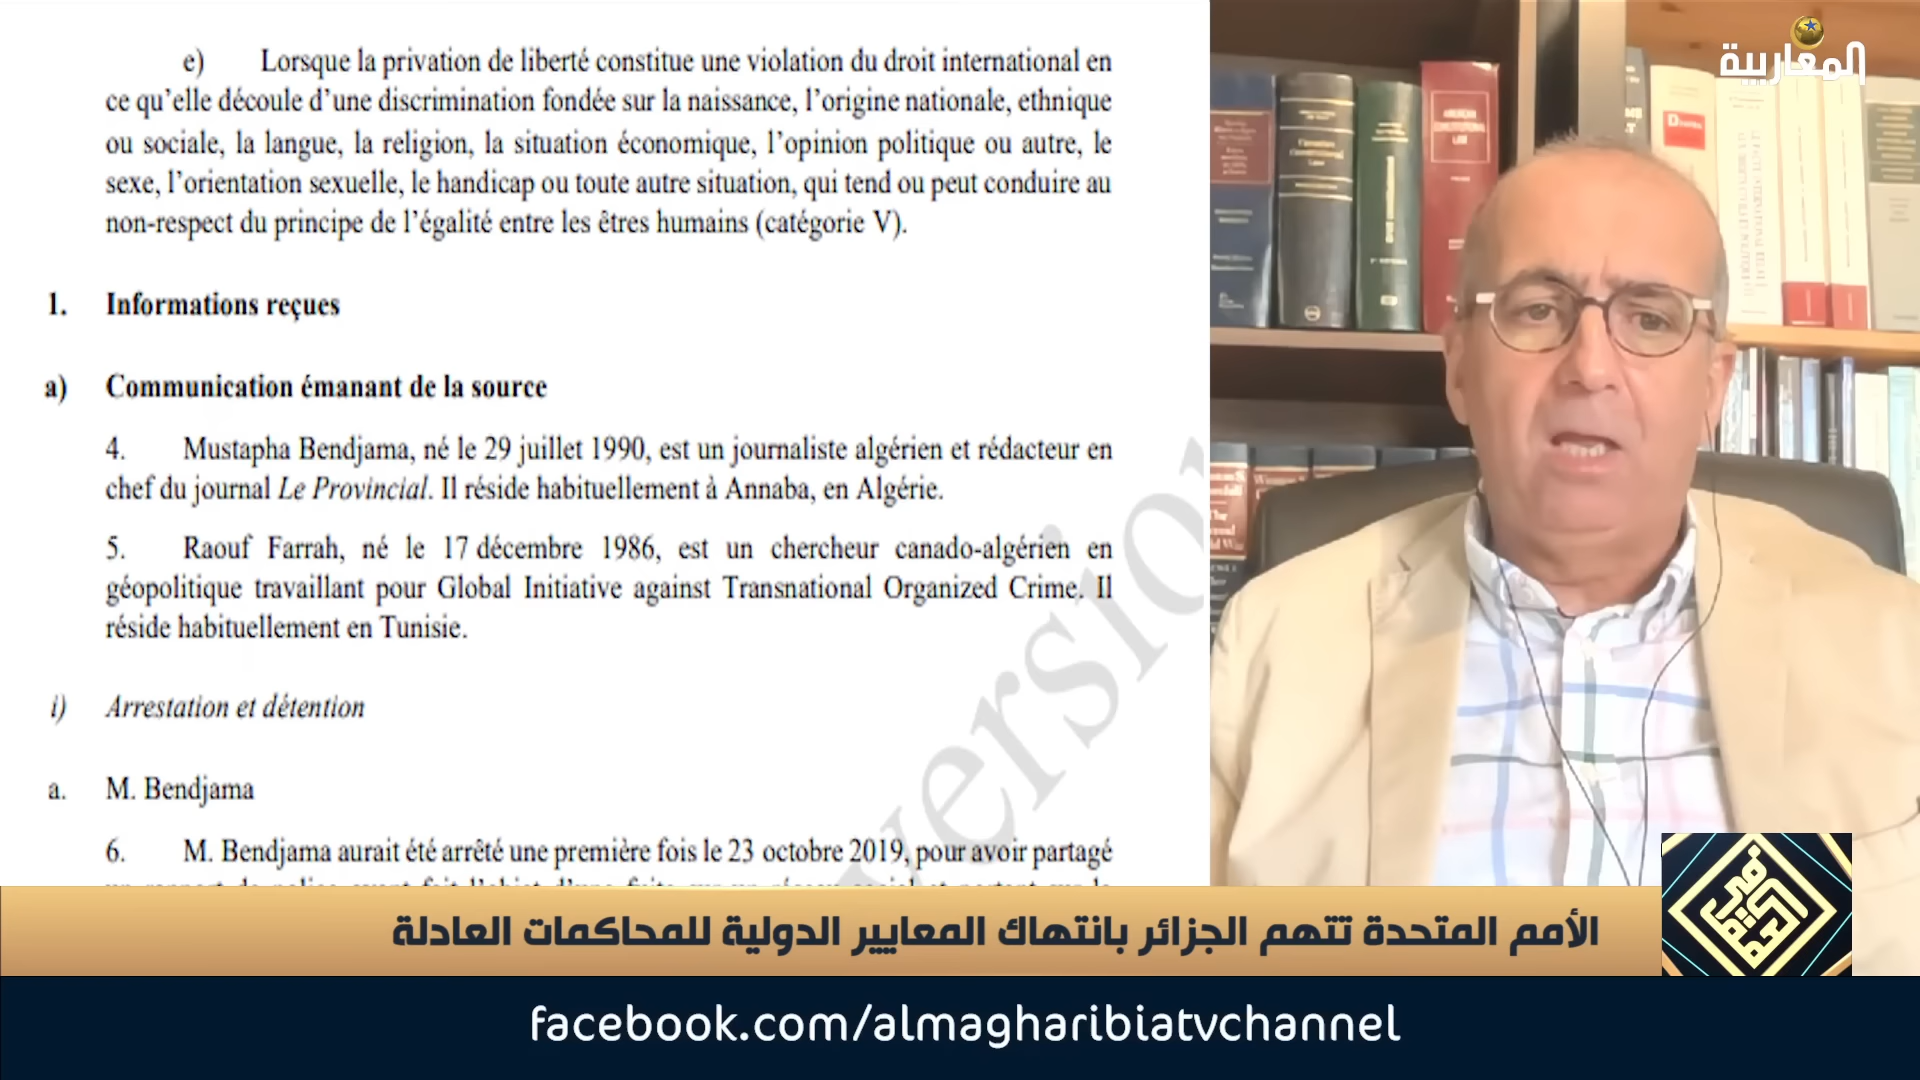 e) Lorsque la privation de liberté constitue une violation du droit international en
ce qu'elle découle d'une discrimination fondée sur la naissance, l'origine nationale, ethnique
ou sociale, la langue, la religion, la situation économique, l'opinion politique ou autre, le
sexe, l'orientation sexuelle, le handicap ou toute autre situation, qui tend ou peut conduire au
non-respect du principe de l'égalité entre les êtres humains (catégorie V).
1. Informations reçues
a) Communication émanant de la source
4. Mustapha Bendjama, né le 29 juillet 1990, est un journaliste algérien et rédacteur en
chef du journal Le Provincial. Il réside habituellement à Annaba, en Algérie.
5. Raouf Farrah, né le 17 décembre 1986, est un chercheur canado-algérien en
géopolitique travaillant pour Global Initiative against Transnational Organized Crime. Il
réside habituellement en Tunisie.
i) Arrestation et détention
a. M. Bendjama
6. M. Bendjama aurait été arrêté une première fois le 23 octobre 2019, pour avoir partagé
versio
المغاربية
AMERICAN
CONSTITUTIONAL
LAW
الأمم المتحدة تتهم الجزائر بانتهاك المعايير الدولية للمحاكمات العادلة
في العمق
facebook.com/almagharibiatvchannel